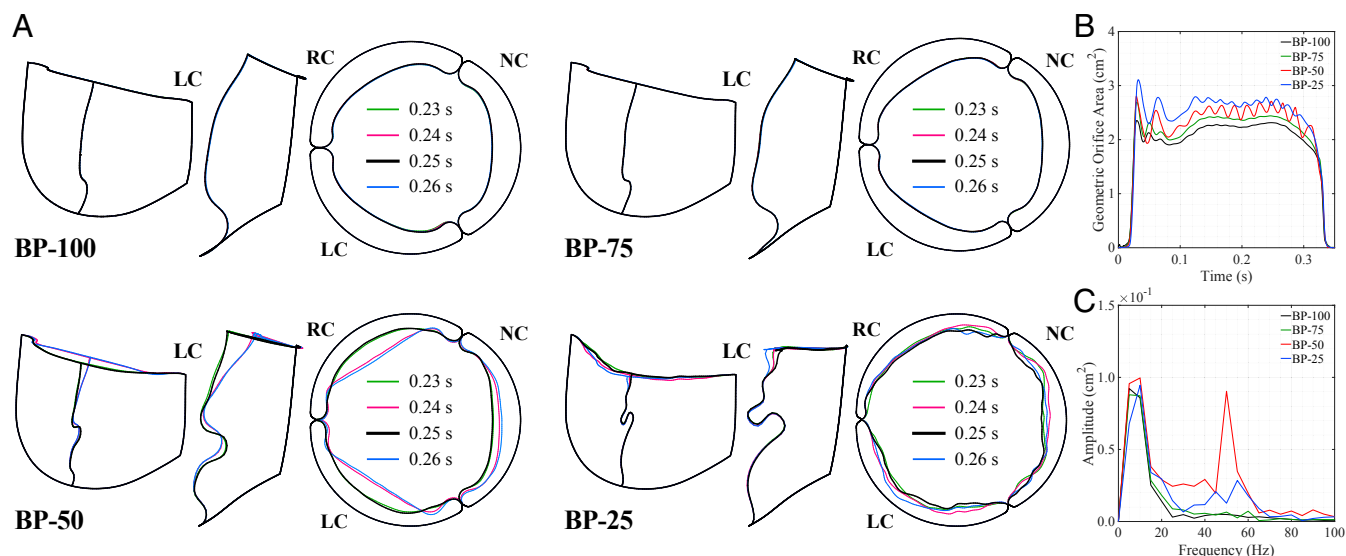 A
LC
RC
NC
0.23 s
0.24 s
0.25 s
0.26 s
LC
BP-100
LC
RC
NC
0.23 s
0.24 s
0.25 s
0.26 s
LC
BP-75
LC
RC
NC
0.23 s
0.24 s
0.25 s
0.26 s
LC
BP-50
LC
RC
NC
0.23 s
0.24 s
0.25 s
0.26 s
LC
BP-25
B
Geometric Orifice Area (cm²)
4
3
2
1
0
BP-100
BP-75
BP-50
BP-25
0 0.1 0.2 0.3
Time (s)
C
×10⁻¹
Amplitude (cm²)
1.5
1.0
0.5
0.0
BP-100
BP-75
BP-50
BP-25
0 20 40 60 80 100
Frequency (Hz)